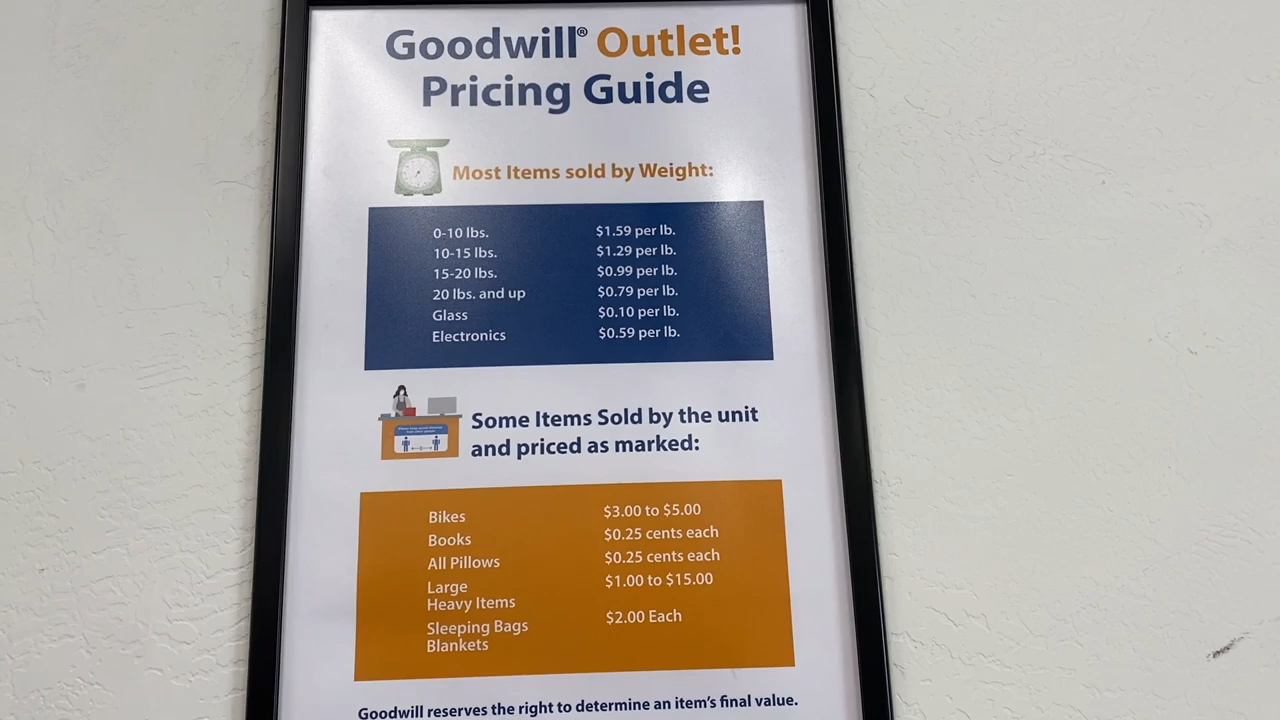 Goodwill® Outlet!
Pricing Guide
Most Items sold by Weight:
0-10 lbs. $1.59 per lb.
10-15 lbs. $1.29 per lb.
15-20 lbs. $0.99 per lb.
20 lbs. and up $0.79 per lb.
Glass $0.10 per lb.
Electronics $0.59 per lb.
Some Items Sold by the unit
and priced as marked:
Bikes $3.00 to $5.00
Books $0.25 cents each
All Pillows $0.25 cents each
Large $1.00 to $15.00
Heavy Items
Sleeping Bags $2.00 Each
Blankets
Goodwill reserves the right to determine an item's final value.